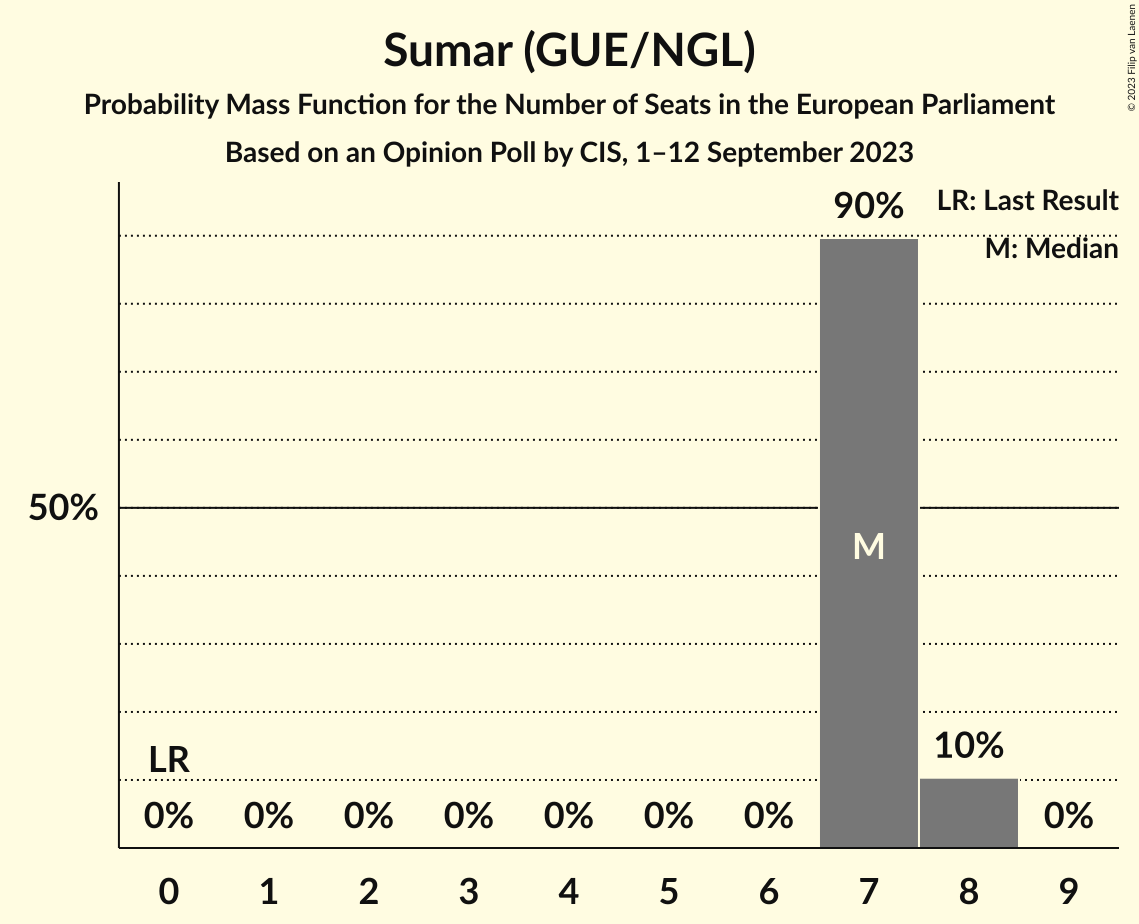 Sumar (GUE/NGL)
Probability Mass Function for the Number of Seats in the European Parliament
Based on an Opinion Poll by CIS, 1–12 September 2023
© 2023 Filip van Laenen
LR: Last Result
M: Median
90%
50%
M
LR
10%
0% 0% 0% 0% 0% 0% 0% 0%
0 1 2 3 4 5 6 7 8 9